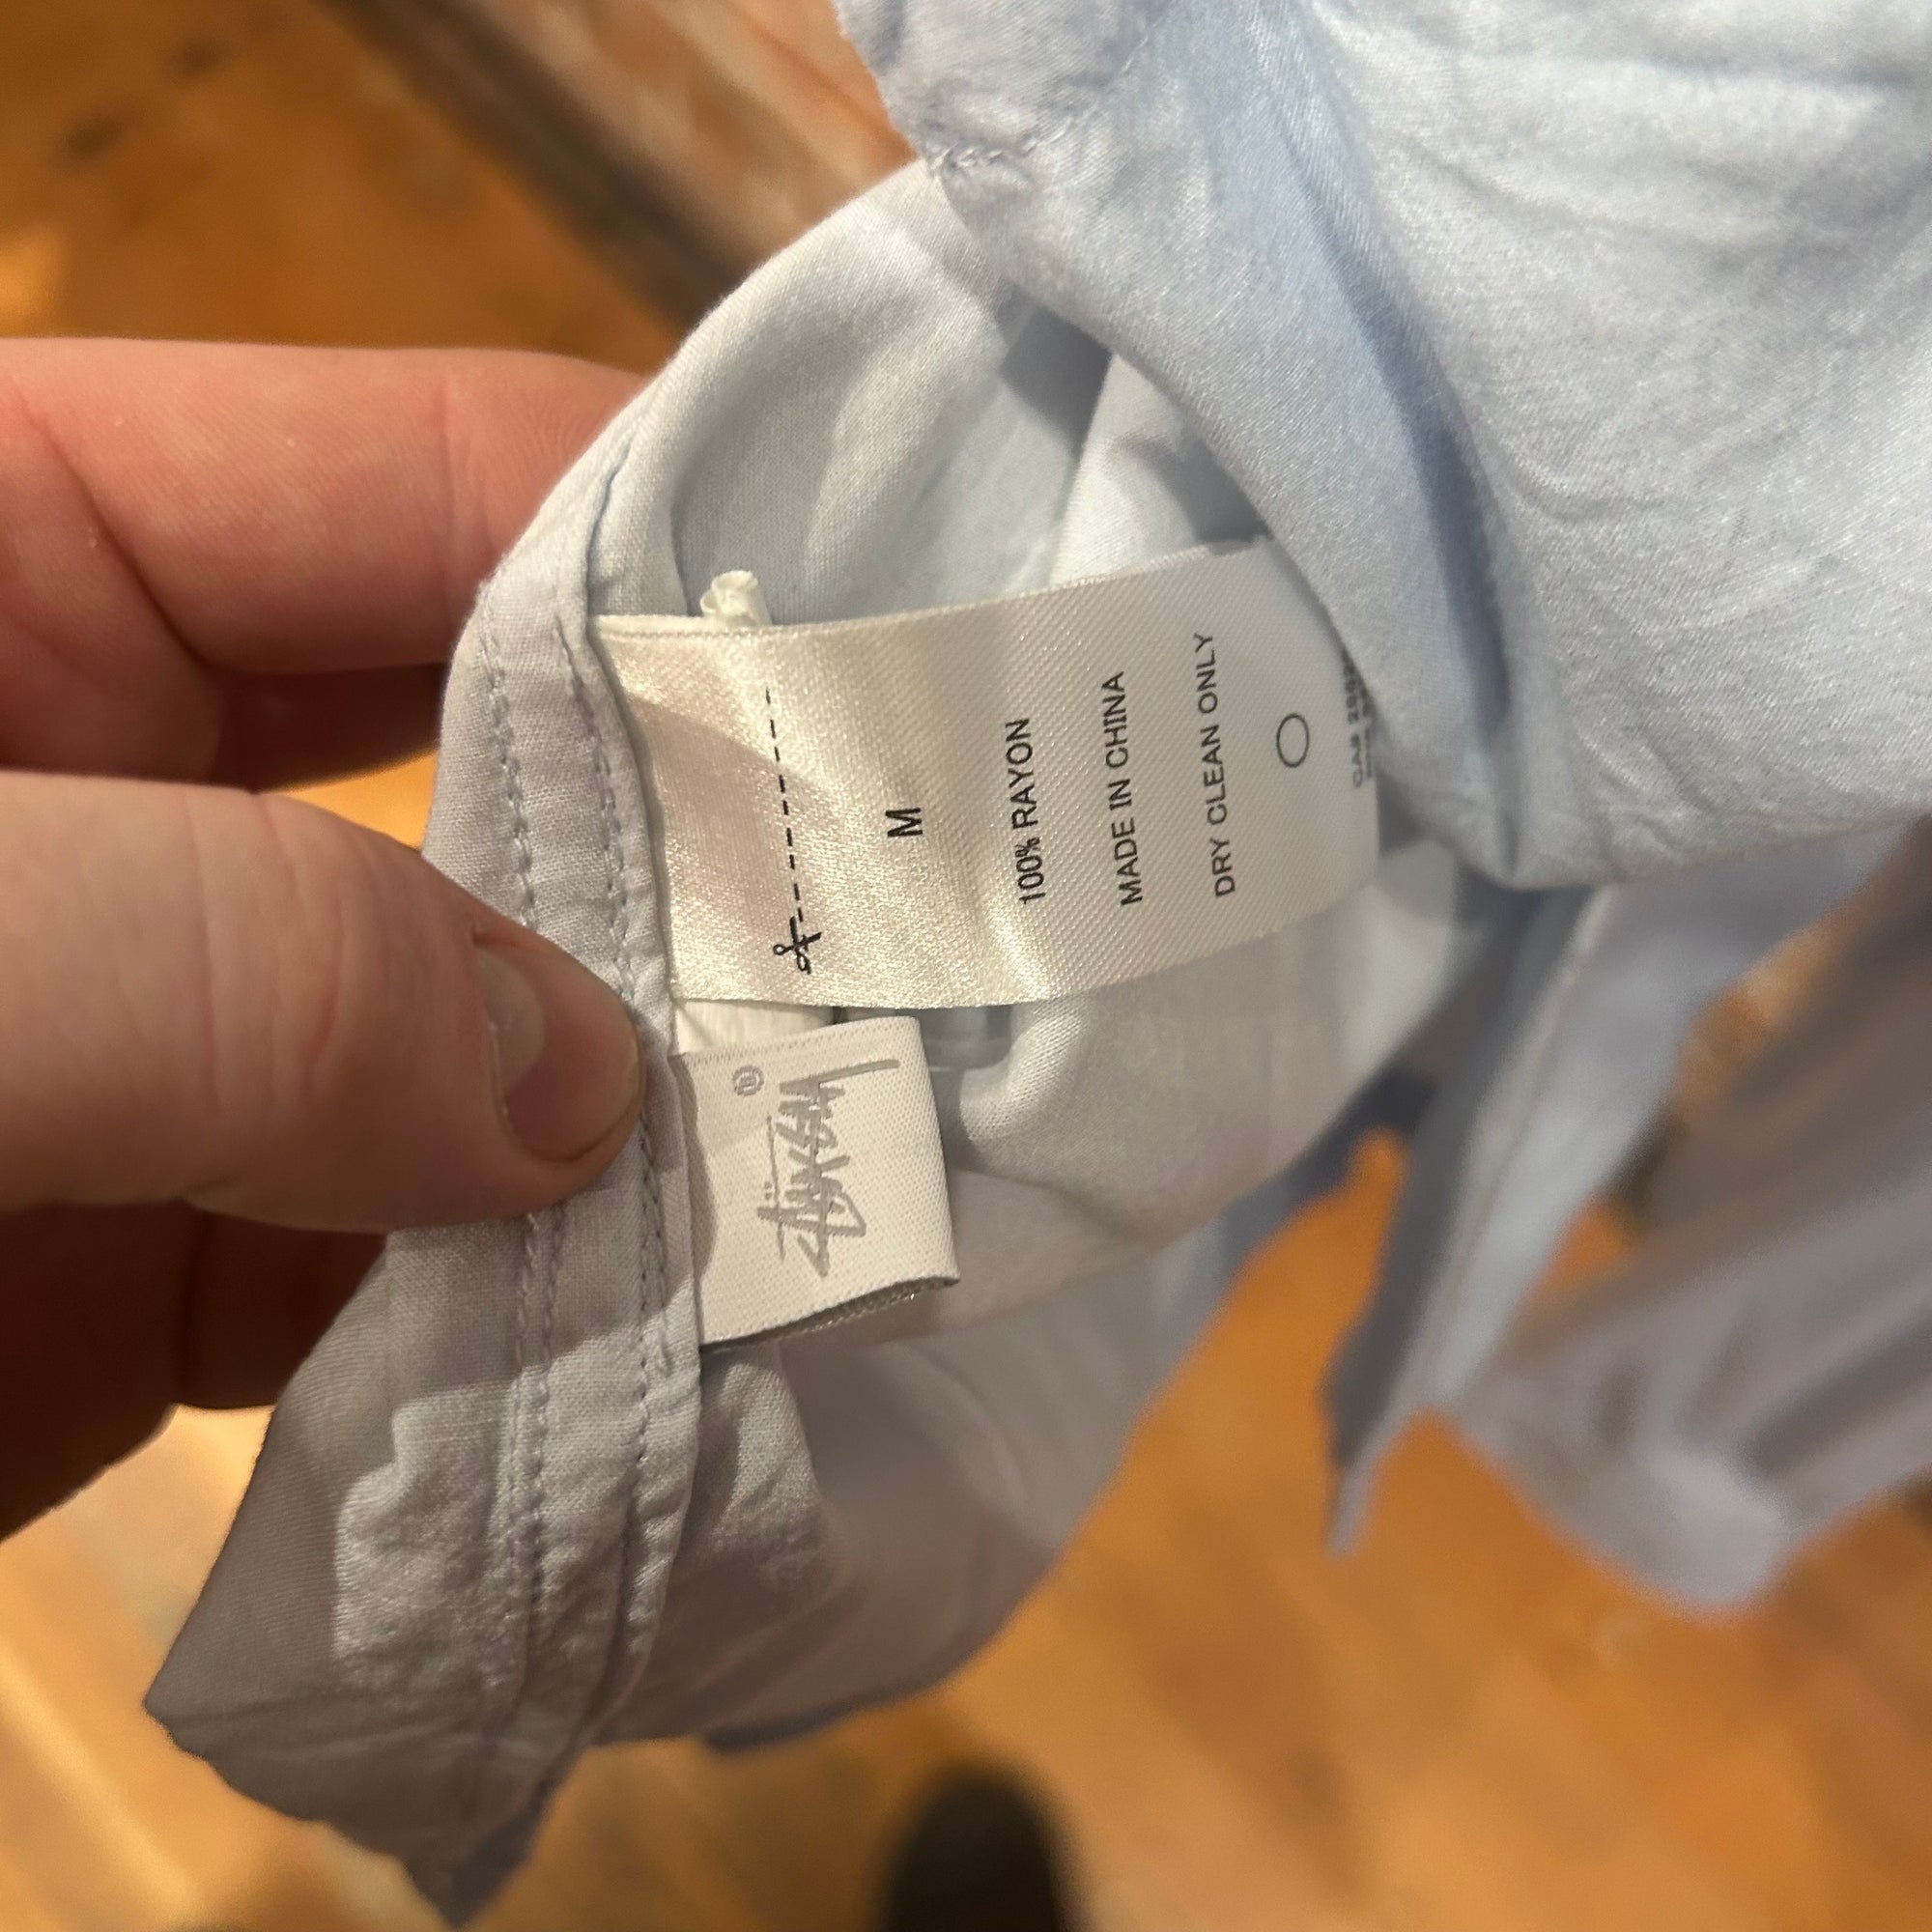 M
100% RAYON
MADE IN CHINA
DRY CLEAN ONLY
Stüssy
®